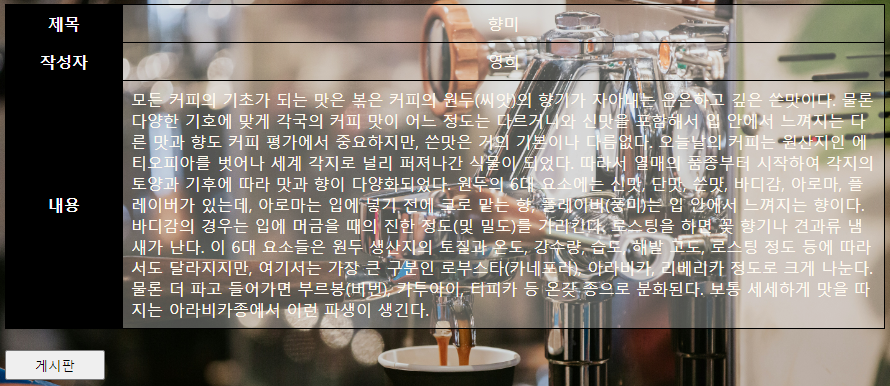 제목 향미
작성자 영희
내용
모든 커피의 기초가 되는 맛은 볶은 커피의 원두(씨앗)의 향기가 자아내는 은은하고 깊은 쓴맛이다. 물론
다양한 기호에 맞게 각국의 커피 맛이 어느 정도는 다르거니와 신맛을 포함해서 입 안에서 느껴지는 다
른 맛과 향도 커피 평가에서 중요하지만, 쓴맛은 거의 기본이나 다름없다. 오늘날의 커피는 원산지인 에
티오피아를 벗어나 세계 각지로 널리 퍼져나간 식물이 되었다. 따라서 열매의 품종부터 시작하여 각지의
토양과 기후에 따라 맛과 향이 다양화되었다. 원두의 6대 요소에는 신맛, 단맛, 쓴맛, 바디감, 아로마, 플
레이버가 있는데, 아로마는 입에 넣기 전에 코로 맡는 향, 플레이버(풍미)는 입 안에서 느껴지는 향이다.
바디감의 경우는 입에 머금을 때의 진한 정도(및 밀도)를 가리킨다. 로스팅을 하면 꽃 향기나 견과류 냄
새가 난다. 이 6대 요소들은 원두 생산지의 토질과 온도, 강수량, 습도, 해발 고도, 로스팅 정도 등에 따라
서도 달라지지만, 여기서는 가장 큰 구분인 로부스타(카네포라), 아라비카, 리베리카 정도로 크게 나눈다.
물론 더 파고 들어가면 부르봉(버번), 카투아이, 티피카 등 온갖 종으로 분화된다. 보통 세세하게 맛을 따
지는 아라비카종에서 이런 파생이 생긴다.
게시판